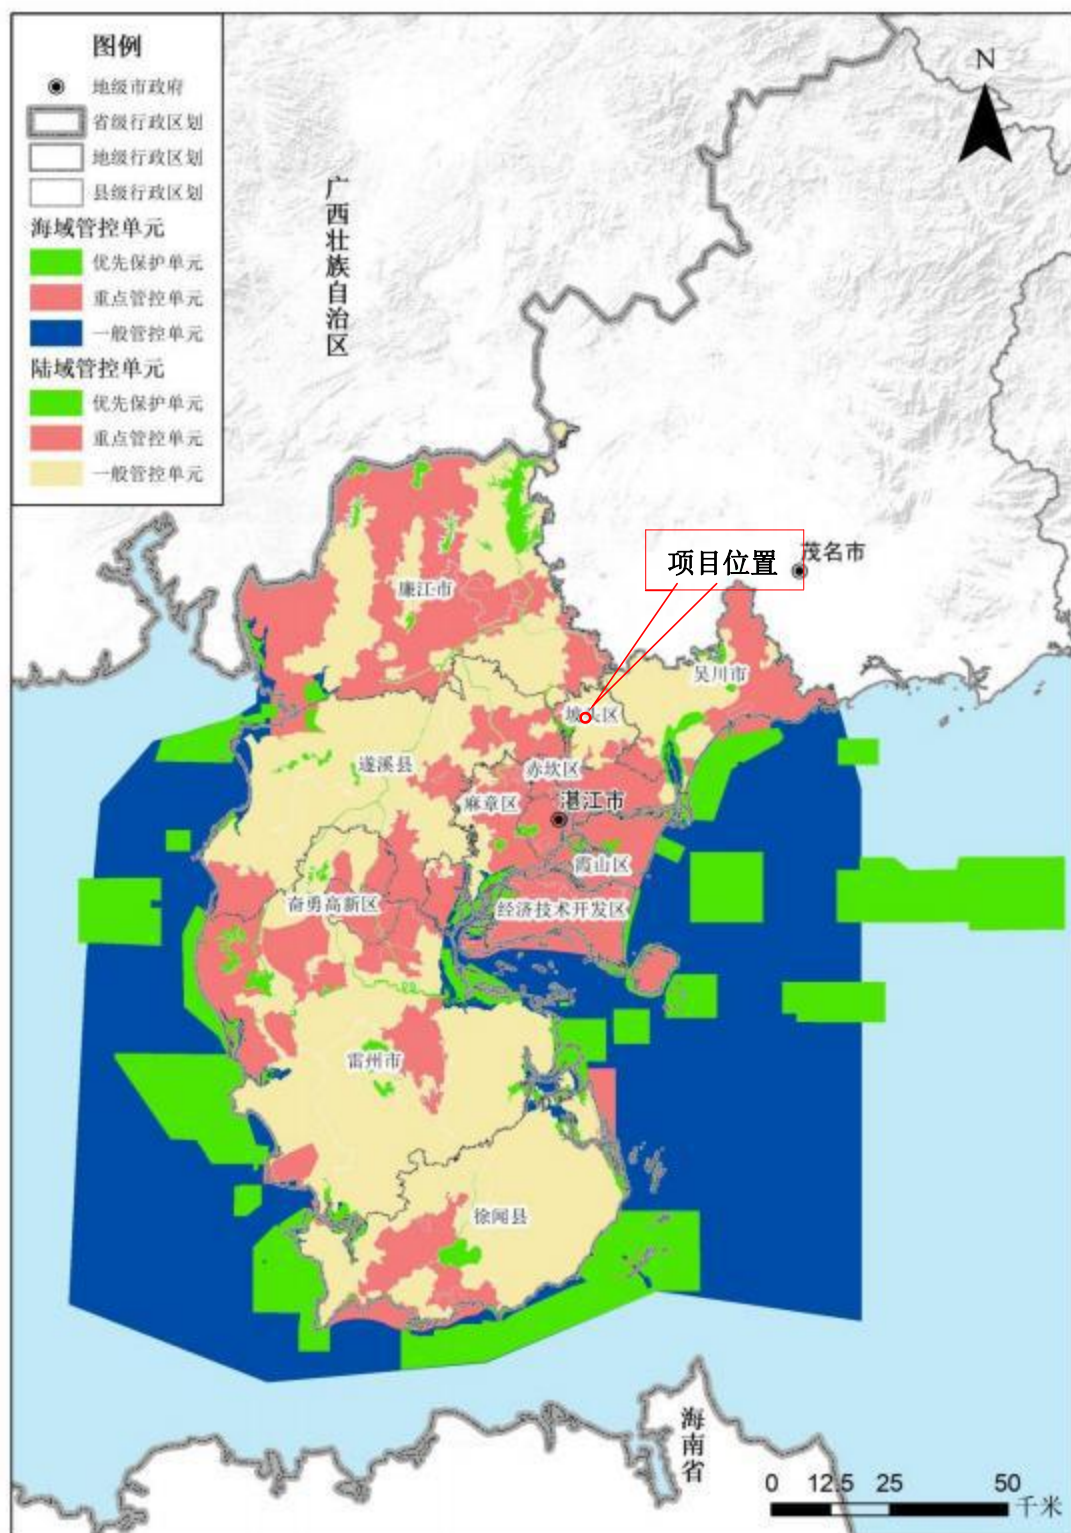 图例
地级市政府
省级行政区划
地级行政区划
县级行政区划
海域管控单元
优先保护单元
重点管控单元
一般管控单元
陆域管控单元
优先保护单元
重点管控单元
一般管控单元
N
广西壮族自治区
项目位置
茂名市
廉江市
吴川市
坡头区
遂溪县
赤坎区
麻章区
湛江市
霞山区
奋勇高新区
经济技术开发区
雷州市
徐闻县
海南省
0 12.5 25 50
千米